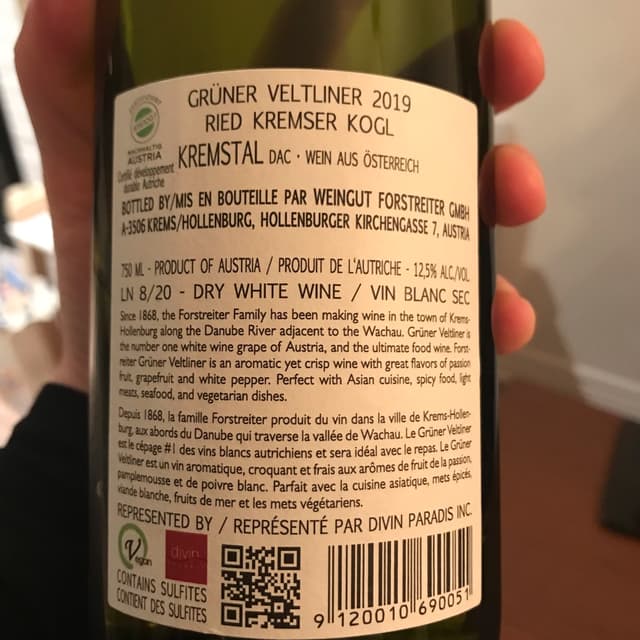 GRÜNER VELTLINER 2019
RIED KREMSER KOGL
NACHHALTIG
AUSTRIA
Certifié développement
durable Autriche
KREMSTAL DAC · WEIN AUS ÖSTERREICH
BOTTLED BY/MIS EN BOUTEILLE PAR WEINGUT FORSTREITER GMBH
A-3506 KREMS/HOLLENBURG, HOLLENBURGER KIRCHENGASSE 7, AUSTRIA
750 ML - PRODUCT OF AUSTRIA / PRODUIT DE L'AUTRICHE - 12,5% ALC/VOL
LN 8/20 - DRY WHITE WINE / VIN BLANC SEC
Since 1868, the Forstreiter Family has been making wine in the town of Krems-
Hollenburg along the Danube River adjacent to the Wachau. Grüner Veltliner is
the number one white wine grape of Austria, and the ultimate food wine. Forst-
reiter Grüner Veltliner is an aromatic yet crisp wine with great flavors of passion
fruit, grapefruit and white pepper. Perfect with Asian cuisine, spicy food, light
meats, seafood, and vegetarian dishes.
Depuis 1868, la famille Forstreiter produit du vin dans la ville de Krems-Hollen-
burg, aux abords du Danube qui traverse la vallée de Wachau. Le Grüner Veltliner
est le cépage #1 des vins blancs autrichiens et sera idéal avec le repas. Le Grüner
Veltliner est un vin aromatique, croquant et frais aux arômes de fruit de la passion,
pamplemousse et de poivre blanc. Parfait avec la cuisine asiatique, mets épicés,
viande blanche, fruits de mer et les mets végétariens.
REPRESENTED BY / REPRÉSENTÉ PAR DIVIN PARADIS INC.
Vegan
divin
CONTAINS SULFITES
CONTIENT DES SULFITES
9 120010 690051